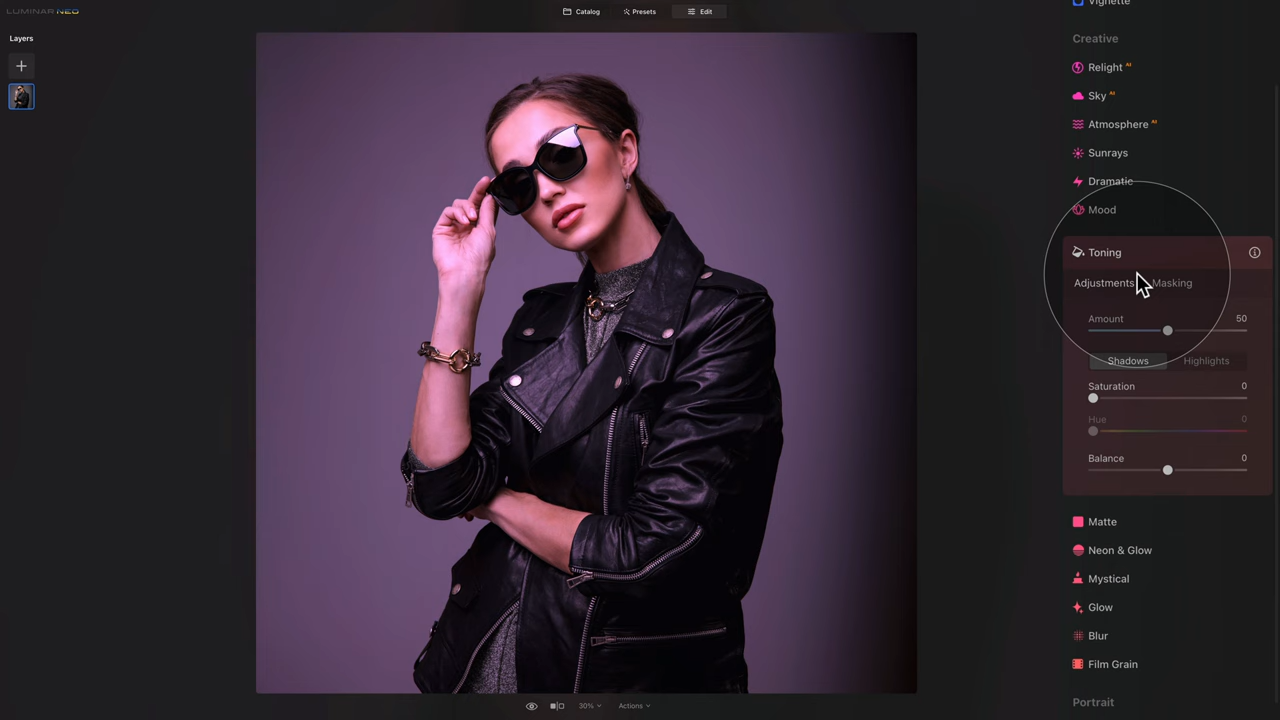 LUMINAR NEO
Catalog
Presets
Edit
Layers
Vignette
Creative
Relight AI
Sky AI
Atmosphere AI
Sunrays
Dramatic
Mood
Toning
Adjustments Masking
Amount 50
Shadows Highlights
Saturation 0
Hue 0
Balance 0
Matte
Neon & Glow
Mystical
Glow
Blur
Film Grain
Portrait
30% Actions